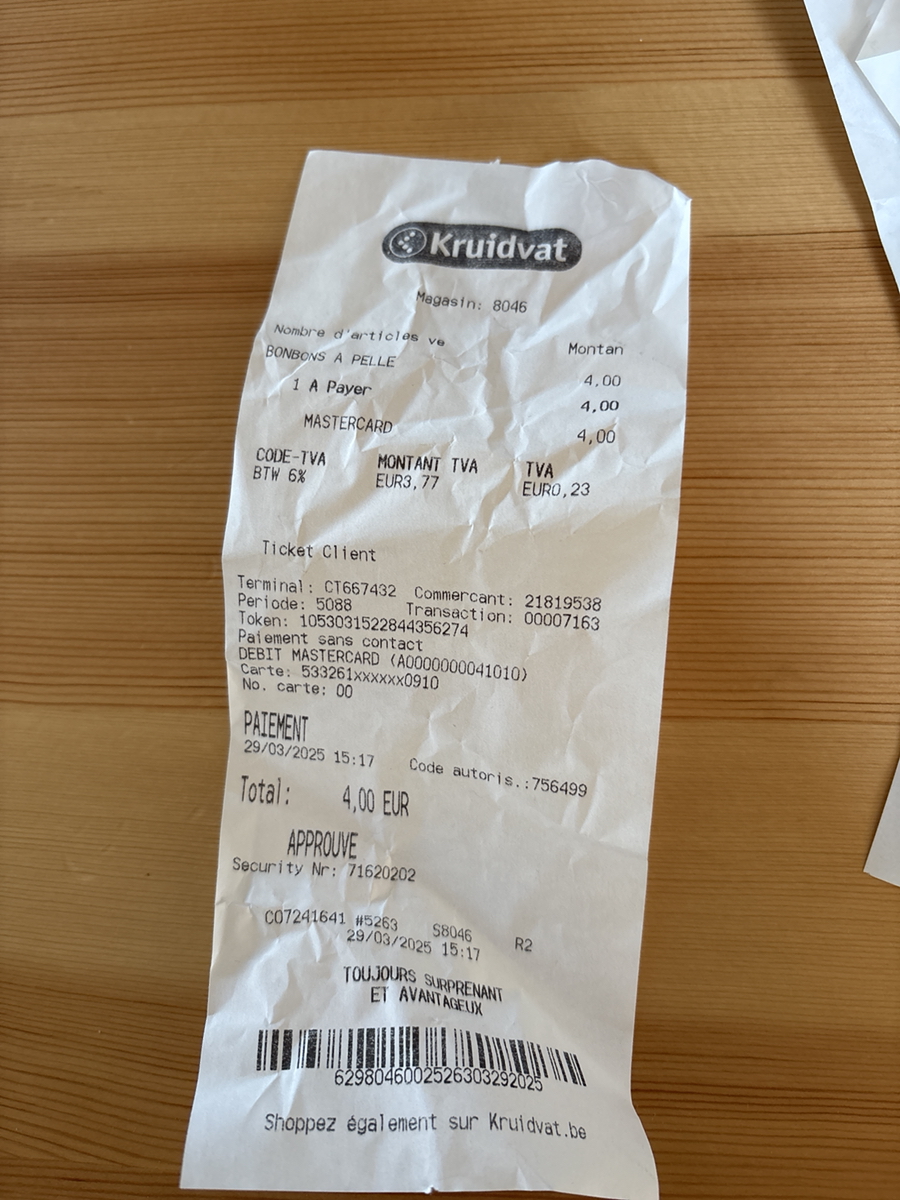 Kruidvat
Magasin: 8046
Nombre d'articles ve Montan
BONBONS A PELLE 4,00
1 A Payer 4,00
MASTERCARD 4,00
CODE-TVA MONTANT TVA TVA
BTW 6% EUR3,77 EUR0,23
Ticket Client
Terminal: CT667432 Commercant: 21819538
Periode: 5088 Transaction: 00007163
Token: 1053031522844356274
Paiement sans contact
DEBIT MASTERCARD (A0000000041010)
Carte: 533261xxxxxx0910
No. carte: 00
PAIEMENT
29/03/2025 15:17 Code autoris.:756499
Total: 4,00 EUR
APPROUVE
Security Nr: 71620202
C07241641 #5263 S8046 R2
29/03/2025 15:17
TOUJOURS SURPRENANT
ET AVANTAGEUX
6298046002526303292025
Shoppez également sur Kruidvat.be